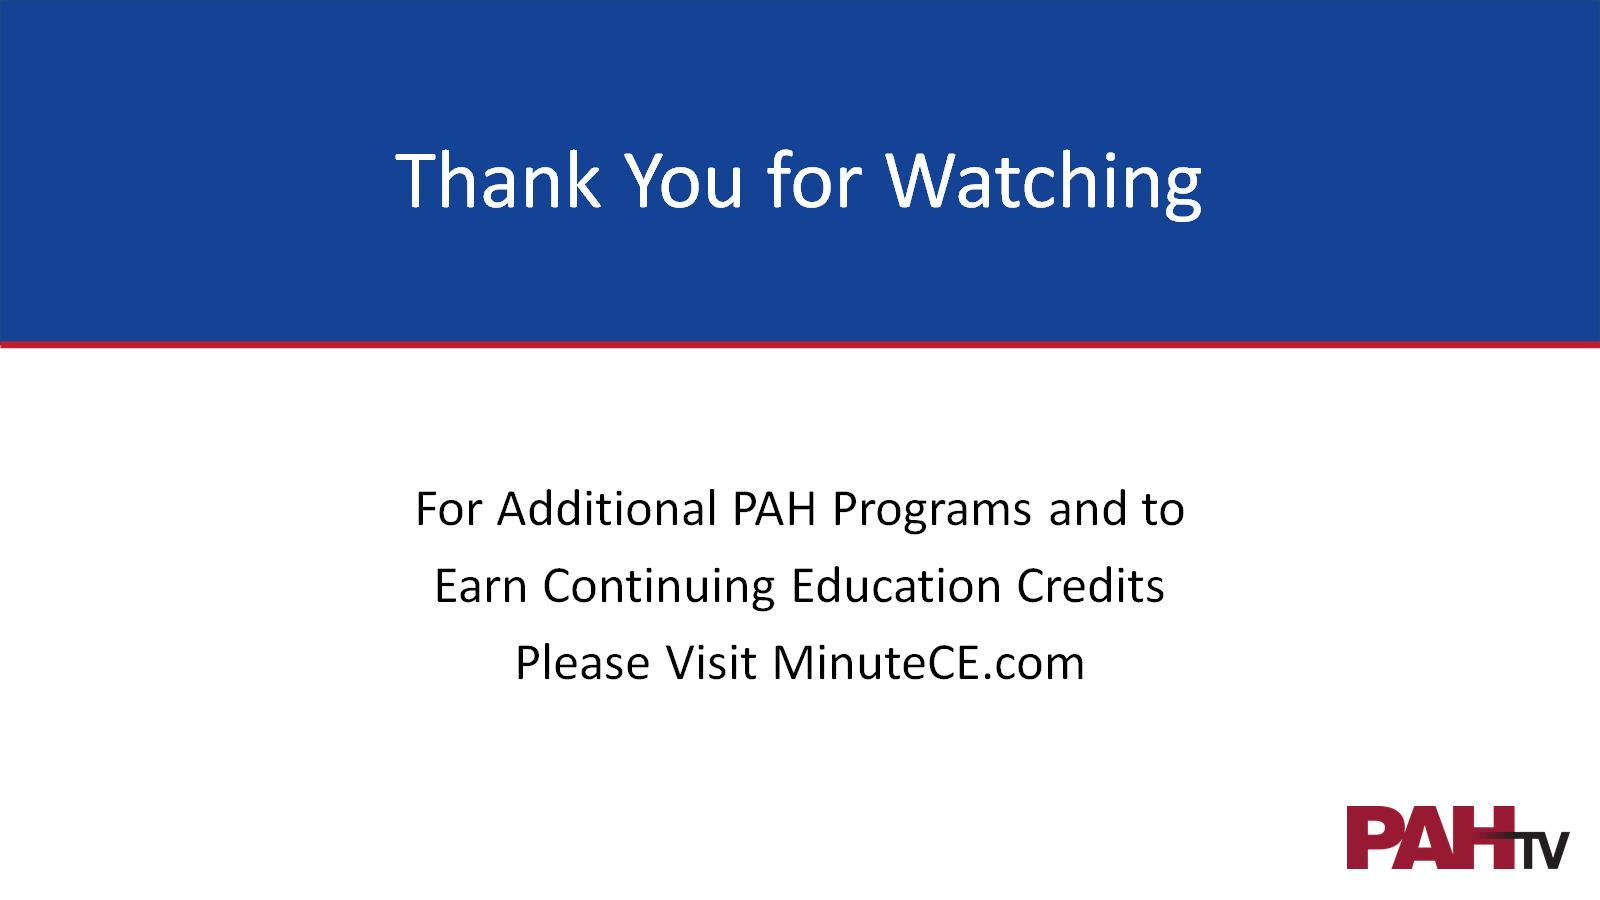 Thank You for Watching
For Additional PAH Programs and to
Earn Continuing Education Credits
Please Visit MinuteCE.com
PAHTV